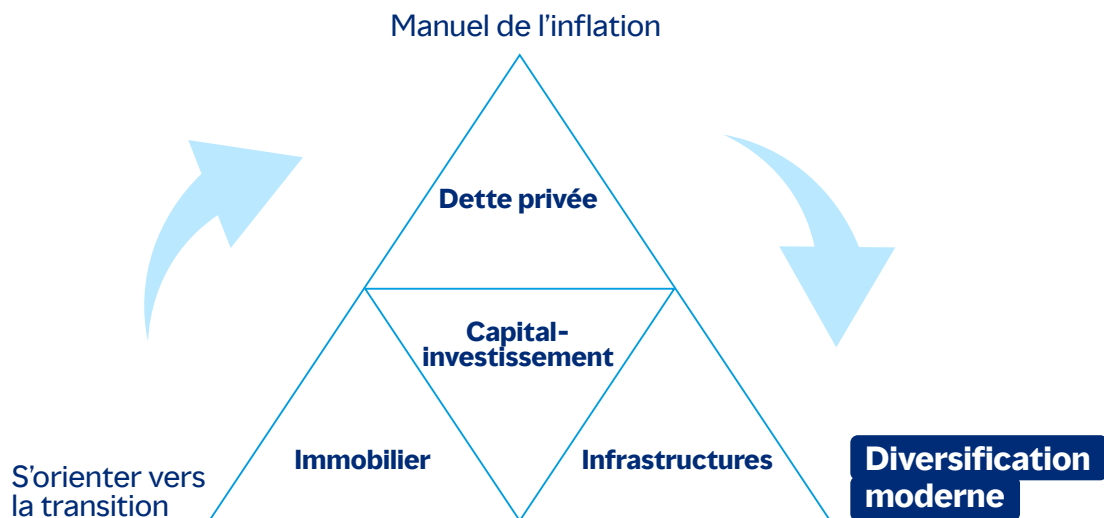 Manuel de l’inflation
Dette privée
Capital-
investissement
Immobilier
Infrastructures
S’orienter vers
la transition
Diversification
moderne